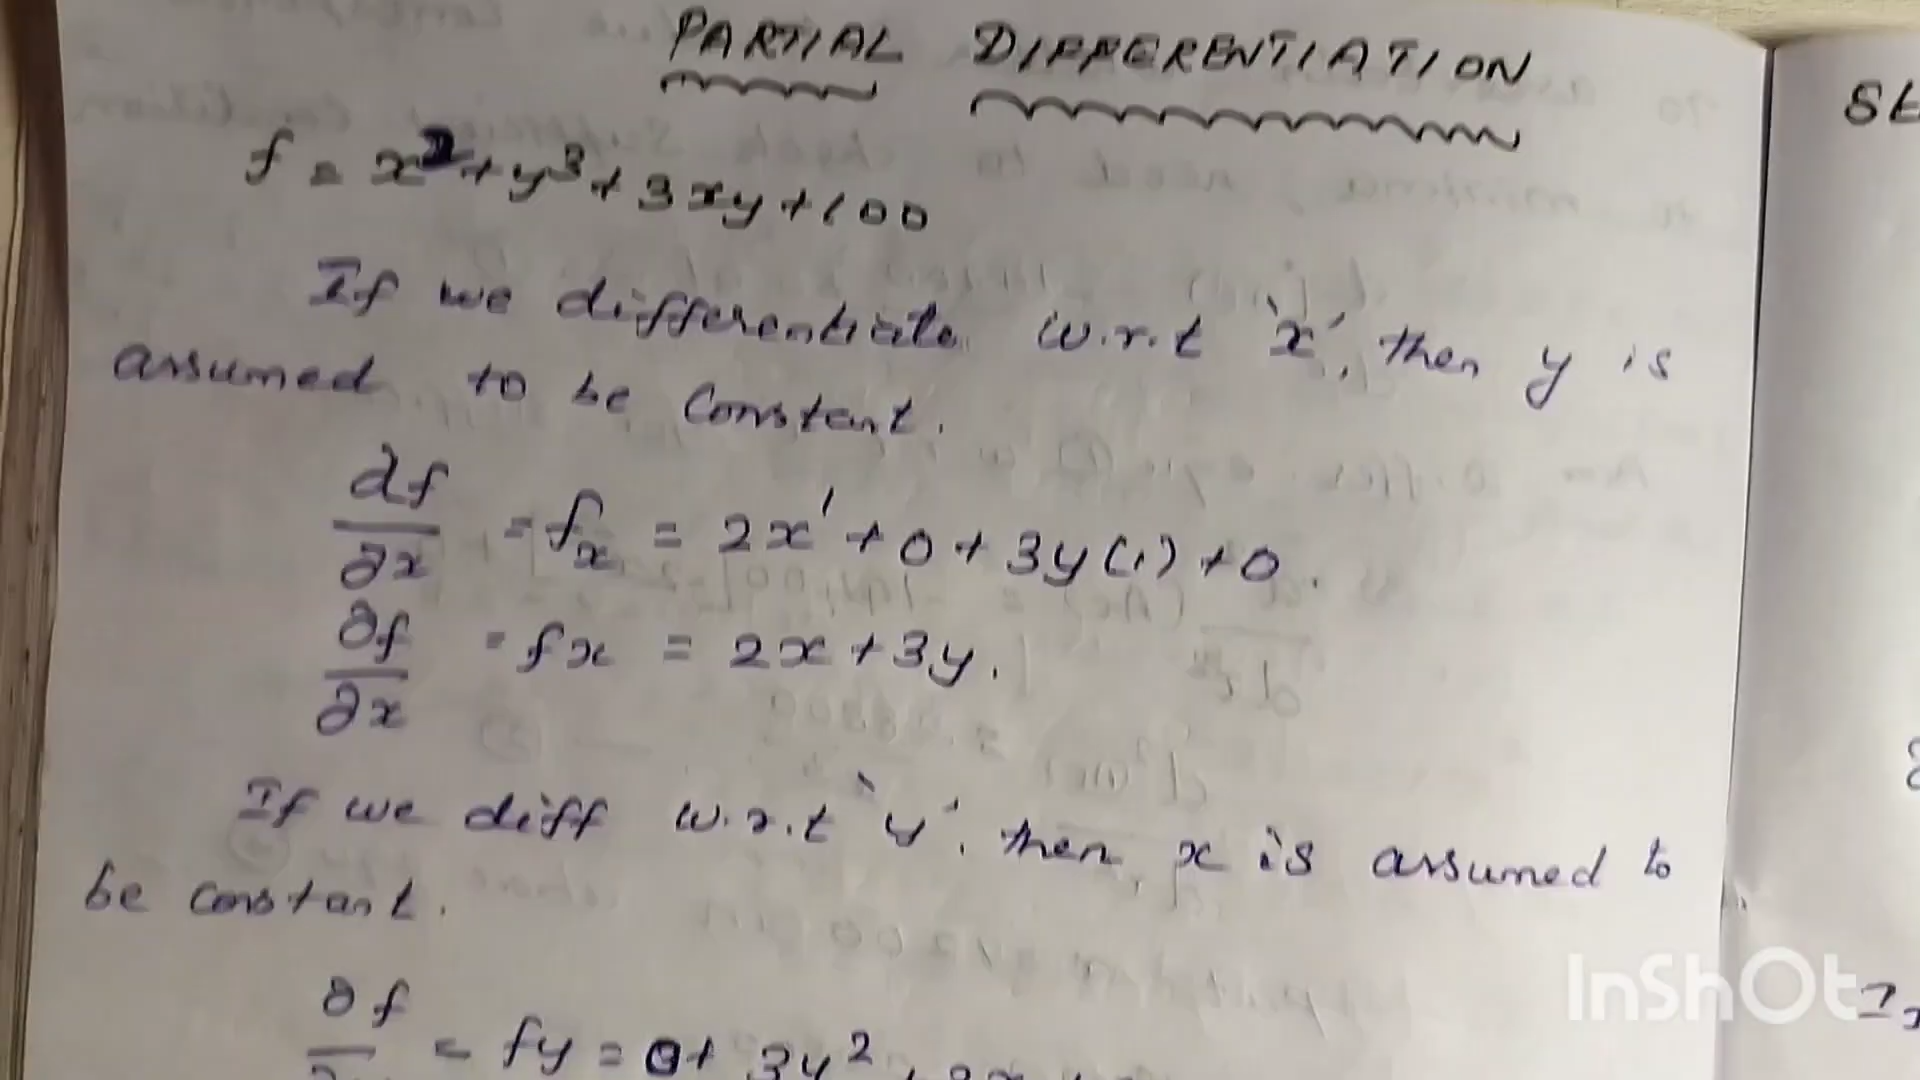 PARTIAL DIFFERENTIATION
f = x² + y³ + 3xy + 100
If we differentiate w.r.t 'x', then y is
assumed to be constant.
∂f/∂x = fₓ = 2x¹ + 0 + 3y(1) + 0.
∂f/∂x = fx = 2x + 3y.
If we diff w.r.t 'y', then x is assumed to
be constant.
∂f = fy = 0 + 3y²
InShOt